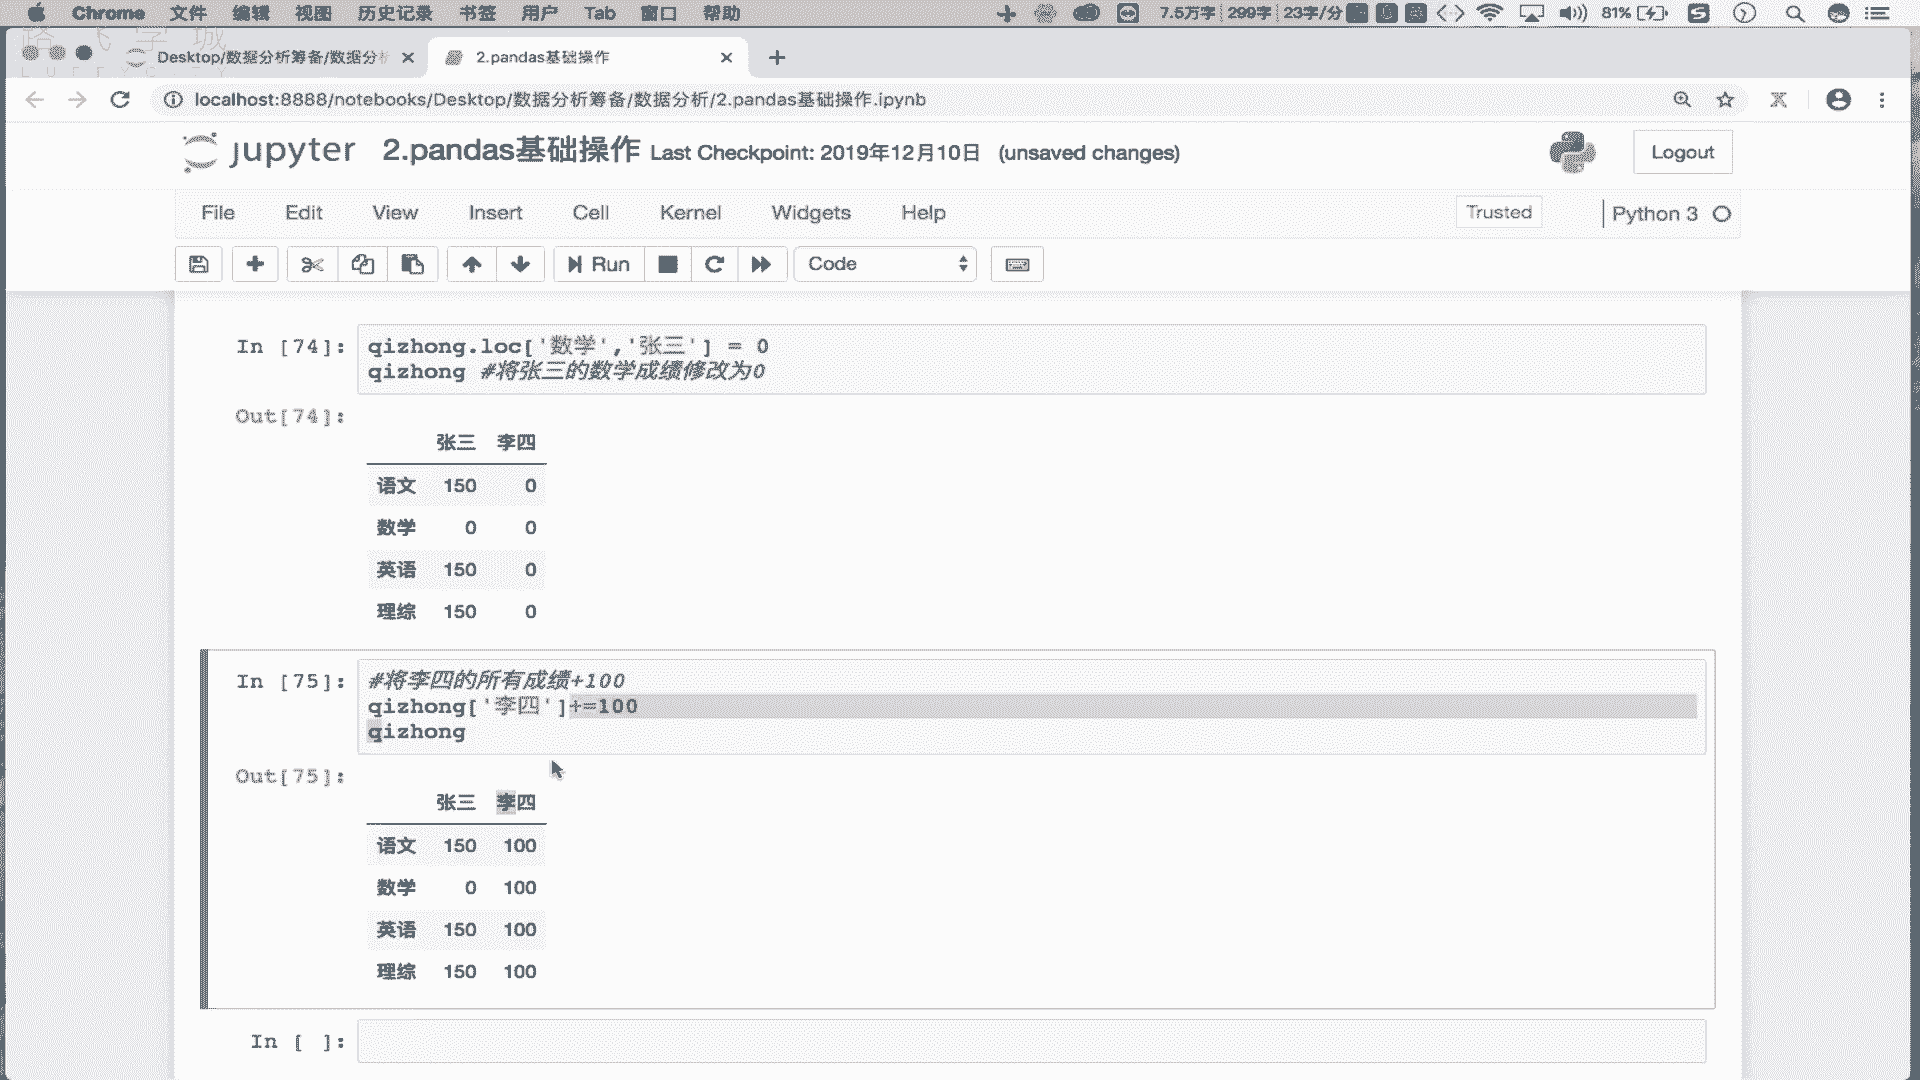 Chrome 文件 编辑 视图 历史记录 书签 用户 Tab 窗口 帮助 7.5万字 299字 23字/分 81%
Desktop/数据分析筹备/数据分析 2.pandas基础操作
localhost:8888/notebooks/Desktop/数据分析筹备/数据分析/2.pandas基础操作.ipynb
jupyter 2.pandas基础操作 Last Checkpoint: 2019年12月10日 (unsaved changes) Logout
File Edit View Insert Cell Kernel Widgets Help Trusted Python 3
Run Code
In [74]: qizhong.loc['数学','张三'] = 0
qizhong #将张三的数学成绩修改为0
Out[74]:
张三 李四
语文 150 0
数学 0 0
英语 150 0
理综 150 0
In [75]: #将李四的所有成绩+100
qizhong['李四']+=100
qizhong
Out[75]:
张三 李四
语文 150 100
数学 0 100
英语 150 100
理综 150 100
In [ ]: